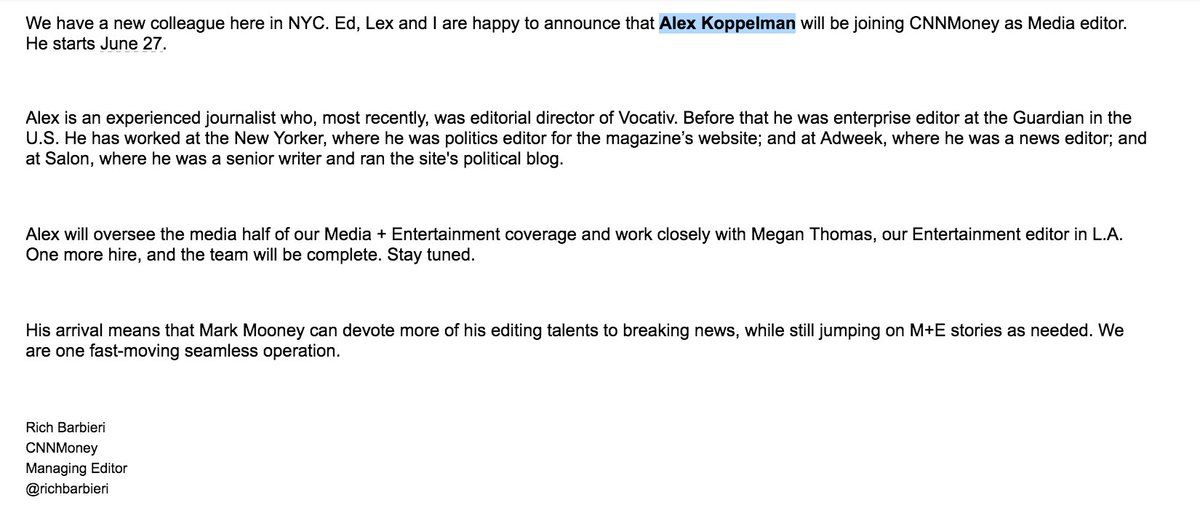 We have a new colleague here in NYC. Ed, Lex and I are happy to announce that Alex Koppelman will be joining CNNMoney as Media editor.
He starts June 27.
Alex is an experienced journalist who, most recently, was editorial director of Vocativ. Before that he was enterprise editor at the Guardian in the
U.S. He has worked at the New Yorker, where he was politics editor for the magazine's website; and at Adweek, where he was a news editor; and
at Salon, where he was a senior writer and ran the site's political blog.
Alex will oversee the media half of our Media + Entertainment coverage and work closely with Megan Thomas, our Entertainment editor in L.A.
One more hire, and the team will be complete. Stay tuned.
His arrival means that Mark Mooney can devote more of his editing talents to breaking news, while still jumping on M+E stories as needed. We
are one fast-moving seamless operation.
Rich Barbieri
CNNMoney
Managing Editor
@richbarbieri